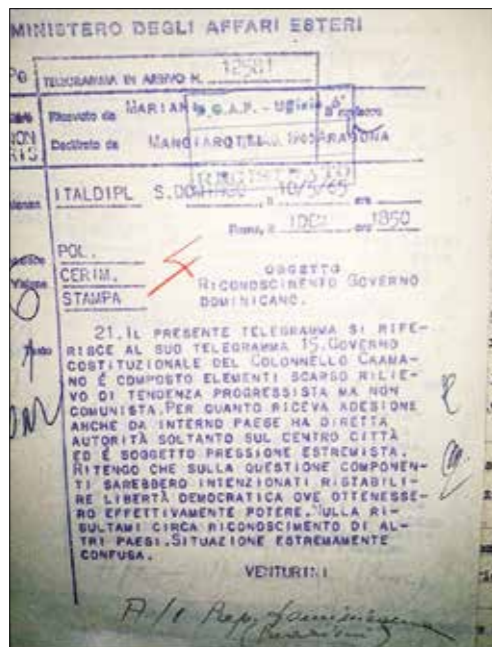 MINISTERO DEGLI AFFARI ESTERI
TELEGRAMMA IN ARRIVO N. 12501
Ricevuto da MARIAN
D.G.A.P. - Ufficio
Decifrato da MANCIAROTTI
REGISTRATO
ITALDIPL S. DOMINGO, 10/5/65 ore
Roma, ore 1850
POL.
CERIM.
STAMPA
OGGETTO
RICONOSCIMENTO GOVERNO
DOMINICANO.
21. IL PRESENTE TELEGRAMMA SI RIFE-
RISCE AL SUO TELEGRAMMA 15. GOVERNO
COSTITUZIONALE DEL COLONNELLO CAAMA-
NO É COMPOSTO ELEMENTI SCARSO RILIE-
VO DI TENDENZA PROGRESSISTA MA NON
COMUNISTA. PER QUANTO RICEVA ADESIONE
ANCHE DA INTERNO PAESE HA DIRETTA
AUTORITÀ SOLTANTO SUL CENTRO CITTÀ
ED É SOGGETTO PRESSIONE ESTREMISTA.
RITENGO CHE SULLA QUESTIONE COMPONEN-
TI SAREBBERO INTENZIONATI RISTABILI-
RE LIBERTÀ DEMOCRATICA OVE OTTENESSE-
RO EFFETTIVAMENTE POTERE. NULLA RI-
SULTAMI CIRCA RICONOSCIMENTO DI AL-
TRI PAESI. SITUAZIONE ESTREMAMENTE
CONFUSA.
VENTURINI